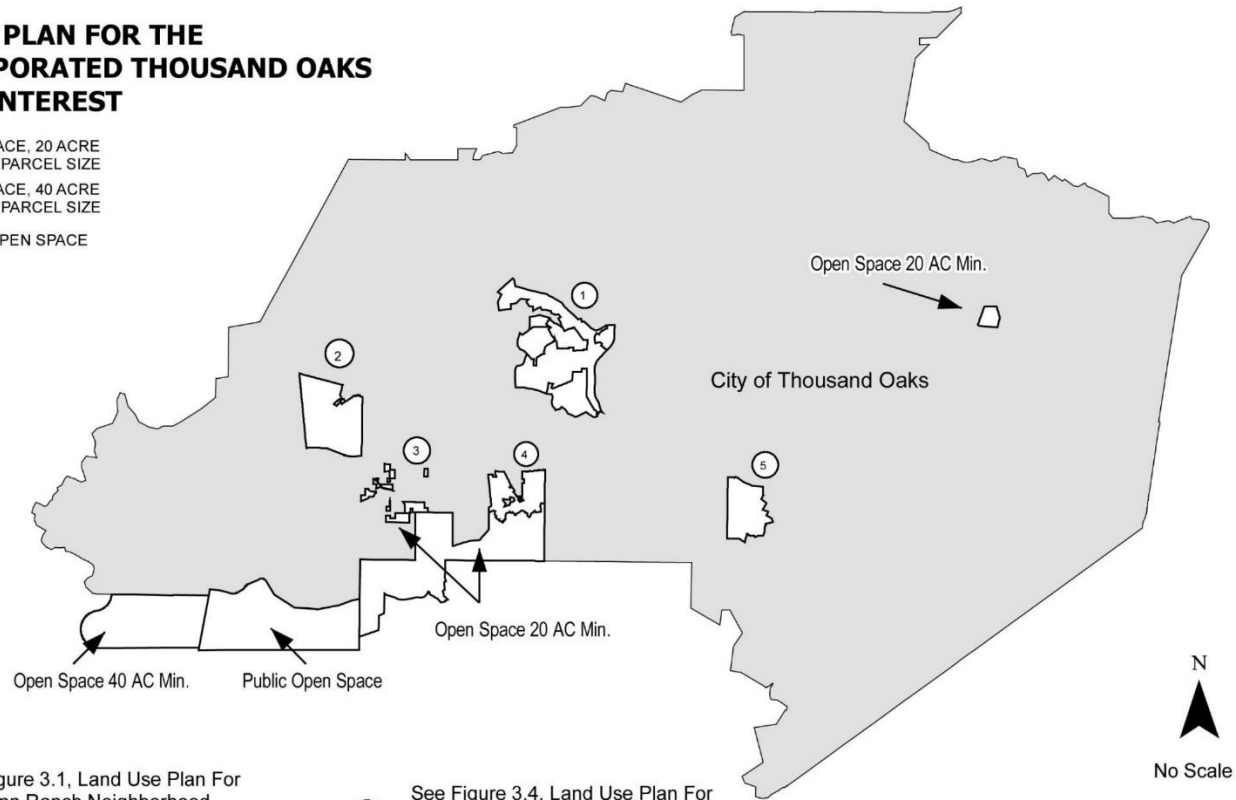 PLAN FOR THE
PORATED THOUSAND OAKS
NTEREST
ACE, 20 ACRE
PARCEL SIZE
ACE, 40 ACRE
PARCEL SIZE
PEN SPACE
Open Space 20 AC Min.
1
2
City of Thousand Oaks
3
4
5
Open Space 20 AC Min.
Open Space 40 AC Min.
Public Open Space
N
No Scale
gure 3.1, Land Use Plan For
See Figure 3.4, Land Use Plan For
Ranch Neighborhood